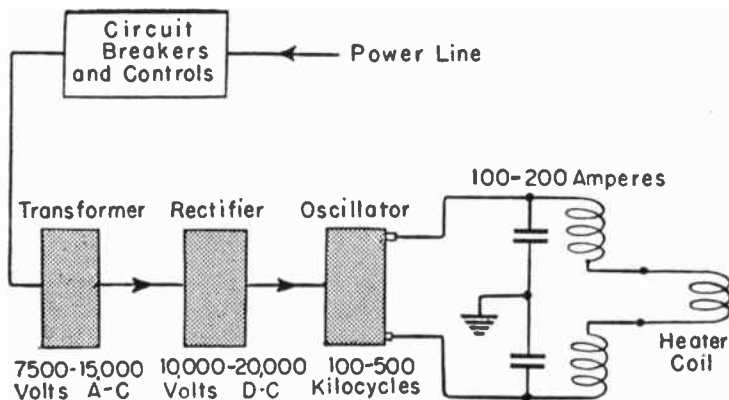 Circuit
Breakers
and Controls
Power Line
100-200 Amperes
Transformer
Rectifier
Oscillator
7500-15,000
Volts A-C
10,000-20,000
Volts D-C
100-500
Kilocycles
Heater
Coil